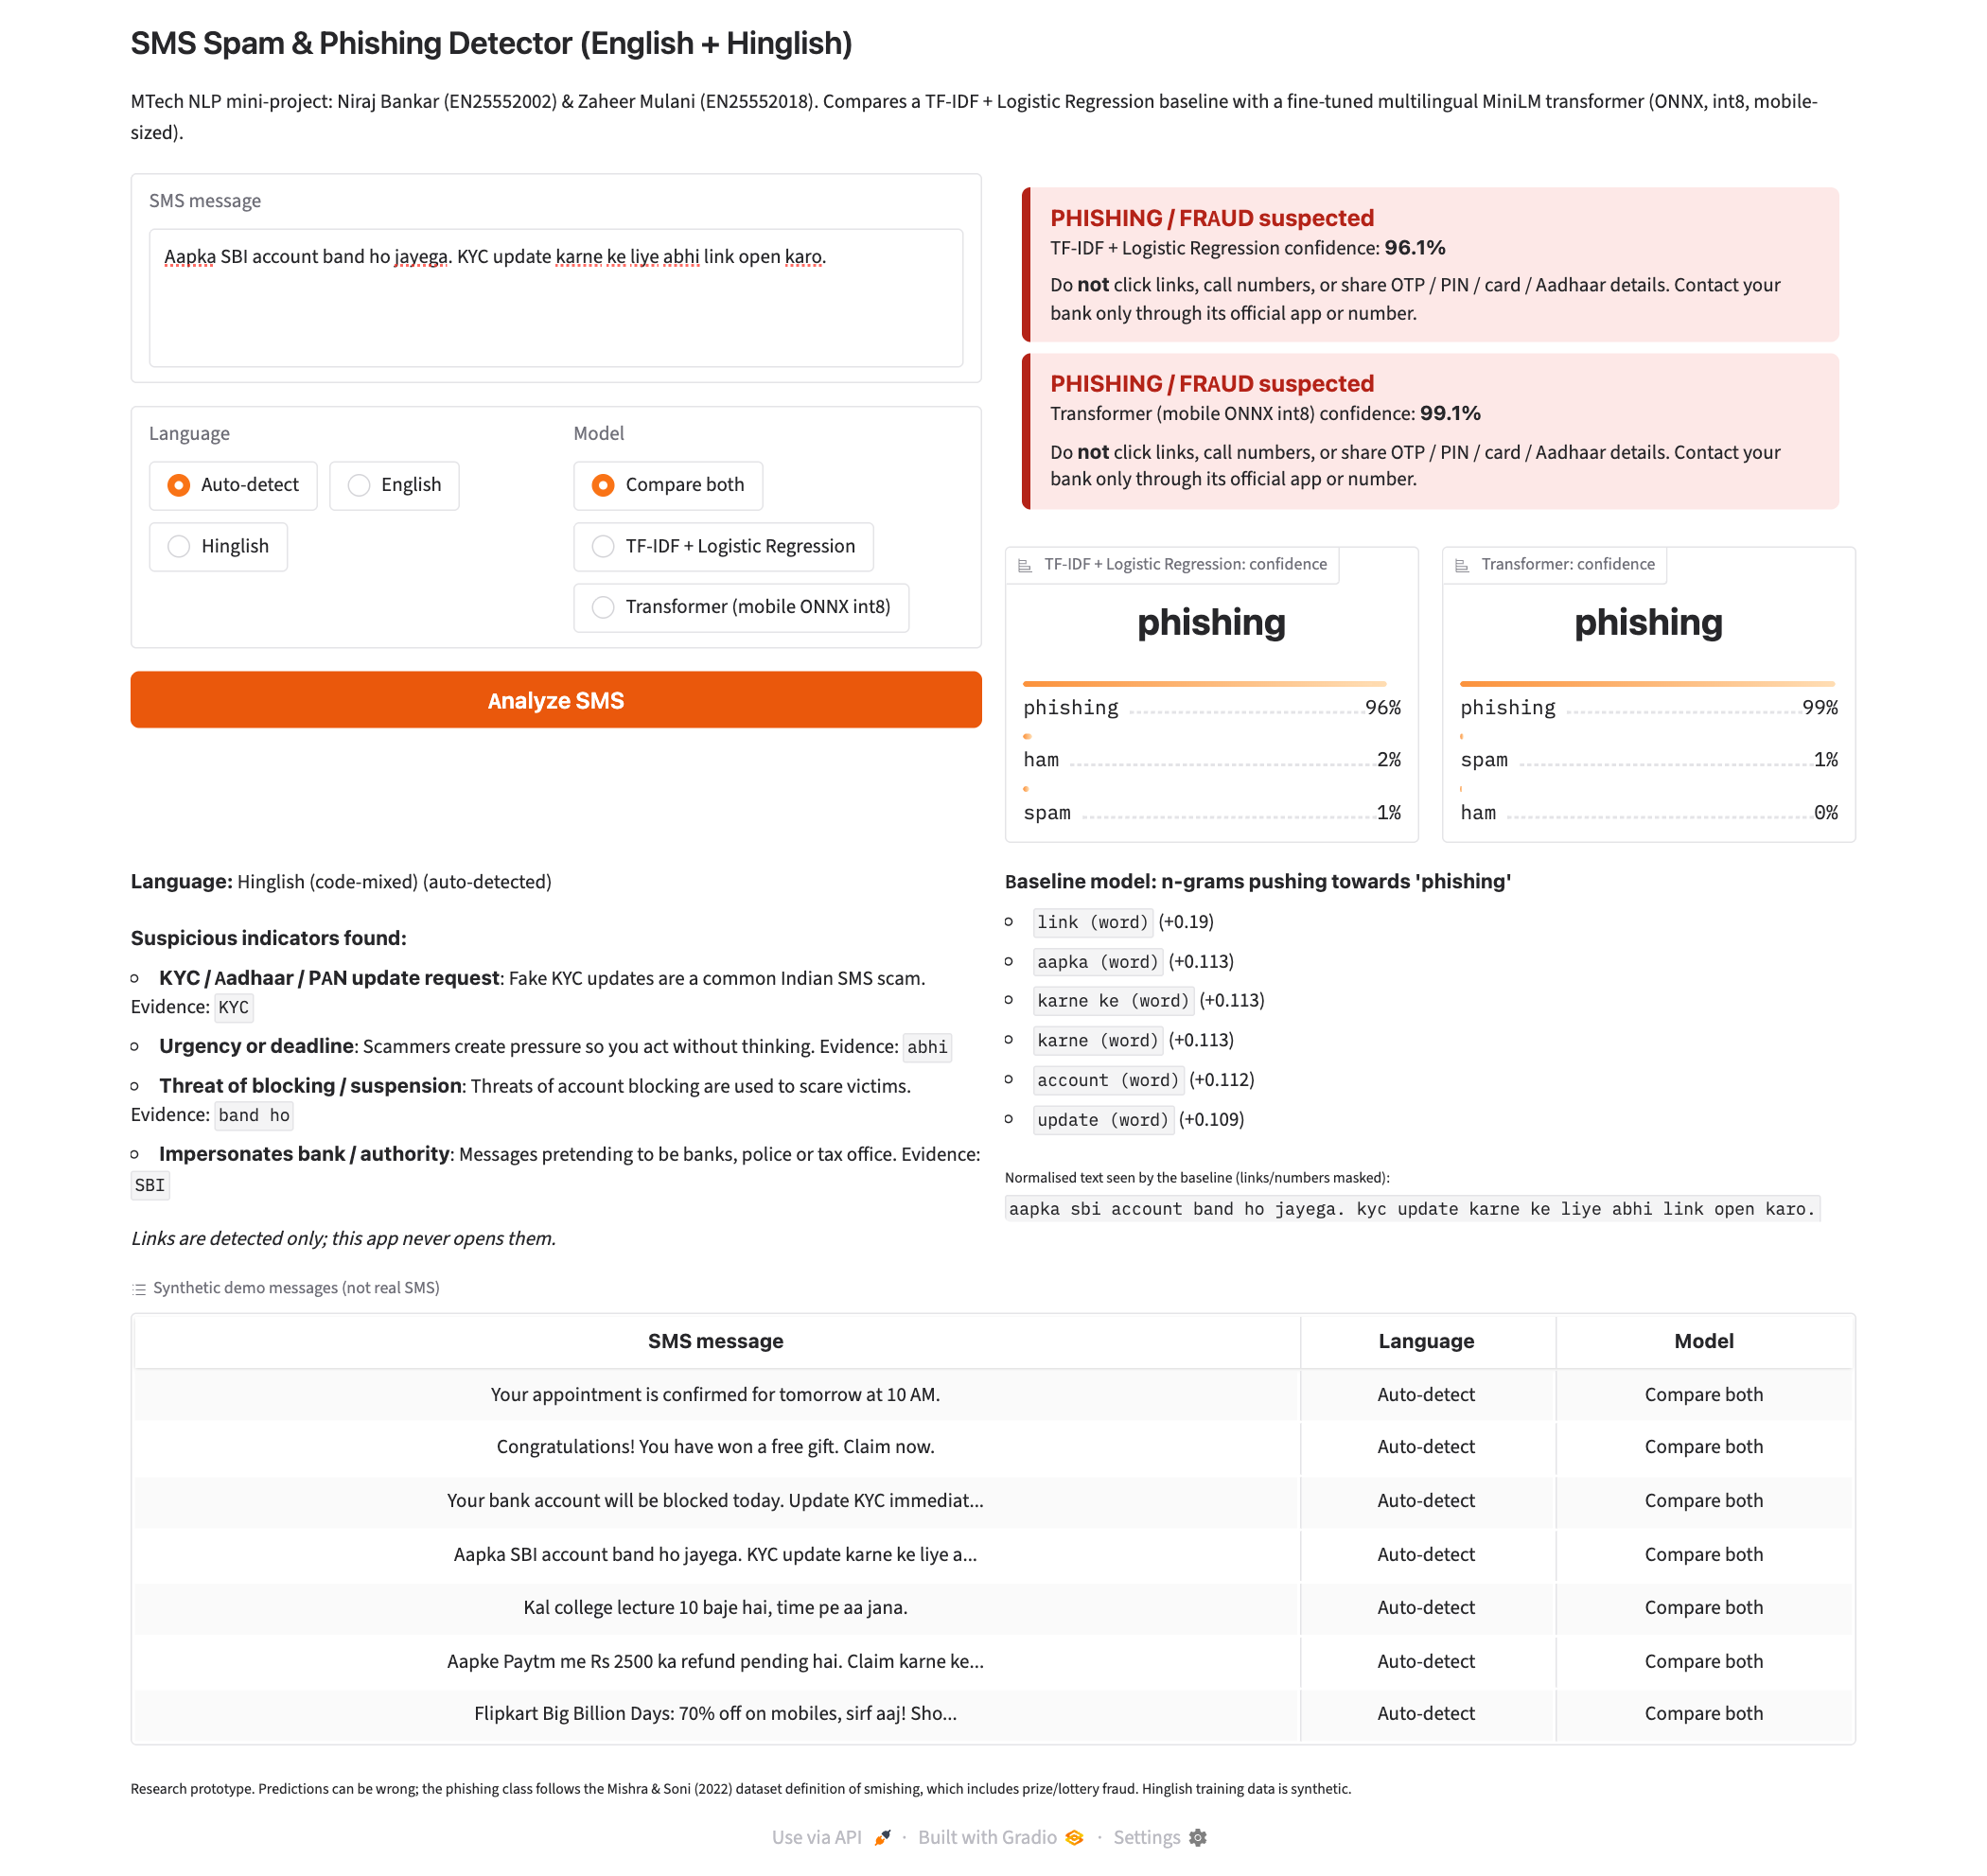 SMS Spam & Phishing Detector (English + Hinglish)
MTech NLP mini-project: Niraj Bankar (EN25552002) & Zaheer Mulani (EN25552018). Compares a TF-IDF + Logistic Regression baseline with a fine-tuned multilingual MiniLM transformer (ONNX, int8, mobile-
sized).
SMS message
Aapka SBI account band ho jayega. KYC update karne ke liye abhi link open karo.
Language
Auto-detect
English
Hinglish
Model
Compare both
TF-IDF + Logistic Regression
Transformer (mobile ONNX int8)
Analyze SMS
PHISHING / FRAUD suspected
TF-IDF + Logistic Regression confidence: 96.1%
Do not click links, call numbers, or share OTP / PIN / card / Aadhaar details. Contact your
bank only through its official app or number.
PHISHING / FRAUD suspected
Transformer (mobile ONNX int8) confidence: 99.1%
Do not click links, call numbers, or share OTP / PIN / card / Aadhaar details. Contact your
bank only through its official app or number.
TF-IDF + Logistic Regression: confidence
phishing
phishing 96%
ham 2%
spam 1%
Transformer: confidence
phishing
phishing 99%
spam 1%
ham 0%
Language: Hinglish (code-mixed) (auto-detected)
Suspicious indicators found:
KYC / Aadhaar / PAN update request: Fake KYC updates are a common Indian SMS scam.
Evidence: KYC
Urgency or deadline: Scammers create pressure so you act without thinking. Evidence: abhi
Threat of blocking / suspension: Threats of account blocking are used to scare victims.
Evidence: band ho
Impersonates bank / authority: Messages pretending to be banks, police or tax office. Evidence:
SBI
Links are detected only; this app never opens them.
Baseline model: n-grams pushing towards 'phishing'
link (word) (+0.19)
aapka (word) (+0.113)
karne ke (word) (+0.113)
karne (word) (+0.113)
account (word) (+0.112)
update (word) (+0.109)
Normalised text seen by the baseline (links/numbers masked):
aapka sbi account band ho jayega. kyc update karne ke liye abhi link open karo.
Synthetic demo messages (not real SMS)
SMS message Language Model
Your appointment is confirmed for tomorrow at 10 AM. Auto-detect Compare both
Congratulations! You have won a free gift. Claim now. Auto-detect Compare both
Your bank account will be blocked today. Update KYC immediat... Auto-detect Compare both
Aapka SBI account band ho jayega. KYC update karne ke liye a... Auto-detect Compare both
Kal college lecture 10 baje hai, time pe aa jana. Auto-detect Compare both
Aapke Paytm me Rs 2500 ka refund pending hai. Claim karne ke... Auto-detect Compare both
Flipkart Big Billion Days: 70% off on mobiles, sirf aaj! Sho... Auto-detect Compare both
Research prototype. Predictions can be wrong; the phishing class follows the Mishra & Soni (2022) dataset definition of smishing, which includes prize/lottery fraud. Hinglish training data is synthetic.
Use via API · Built with Gradio · Settings